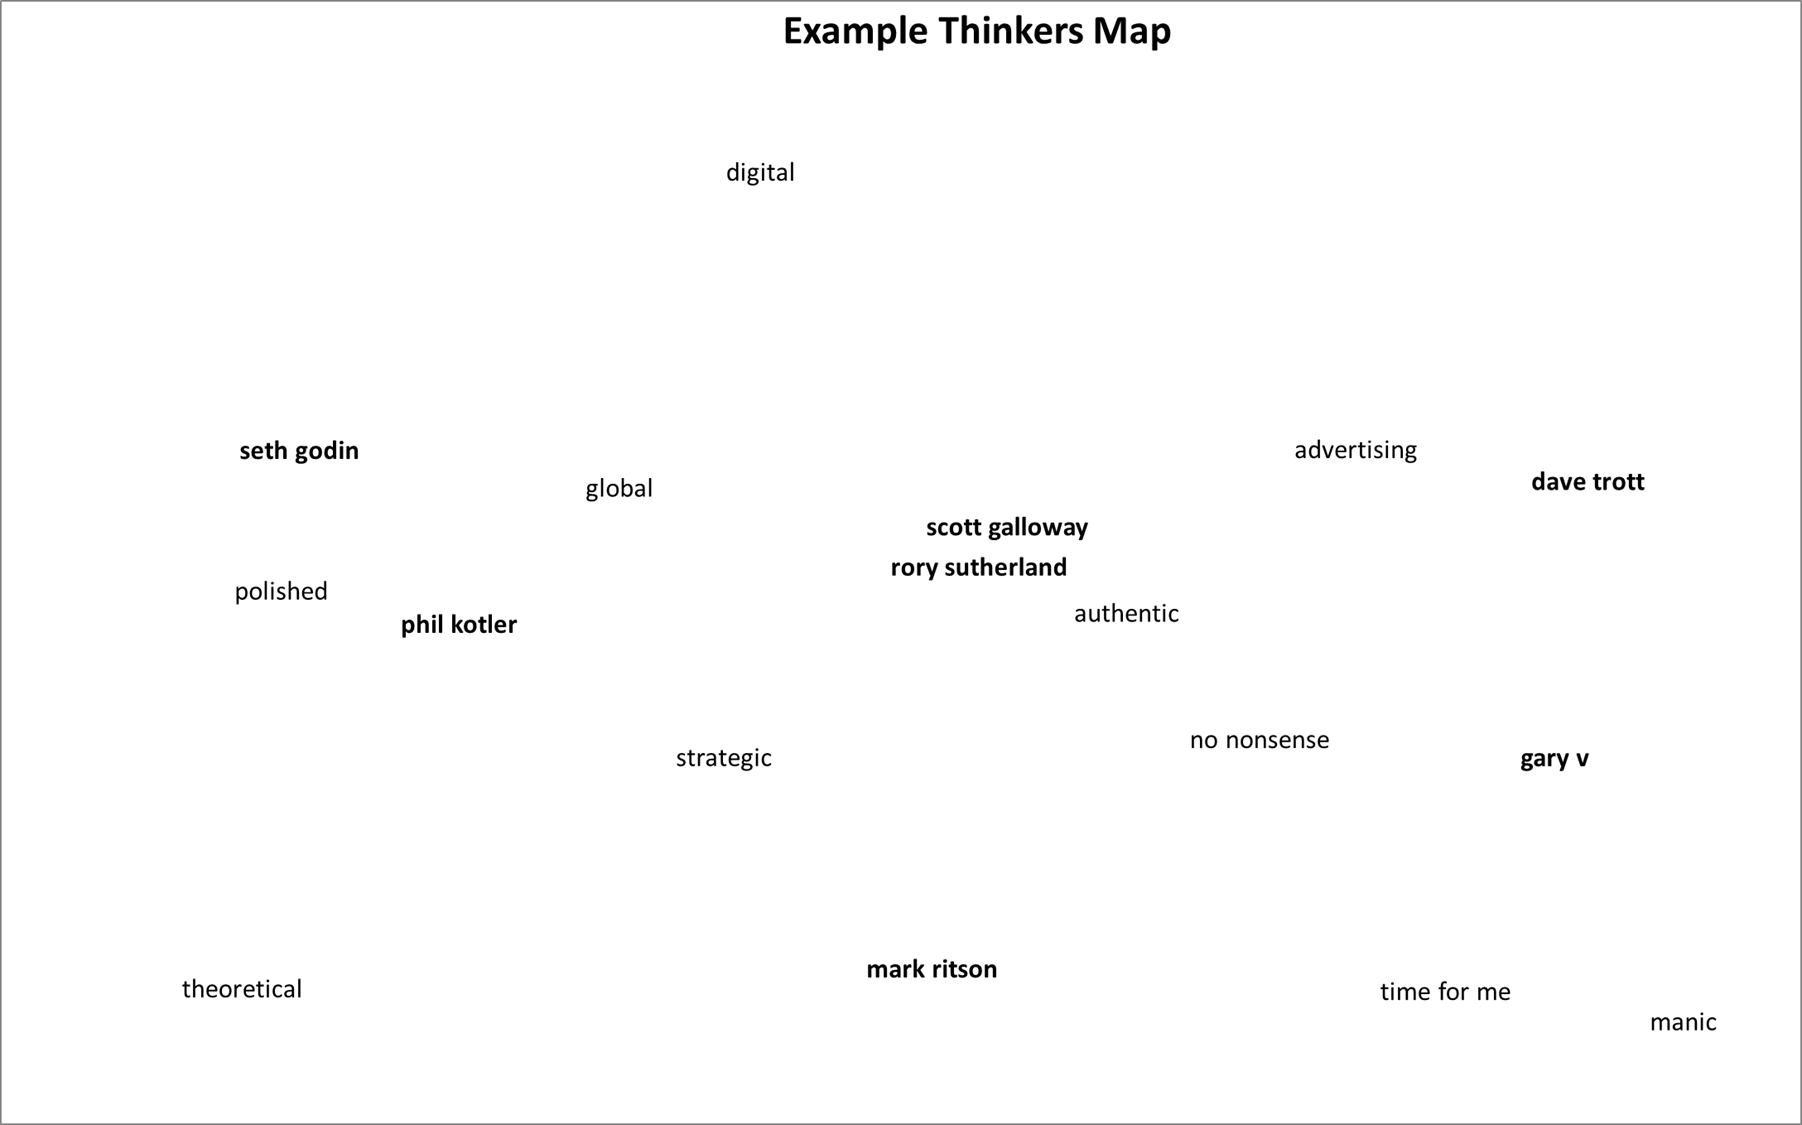 Example Thinkers Map
digital
seth godin
advertising
dave trott
global
scott galloway
rory sutherland
polished
authentic
phil kotler
no nonsense
strategic
gary v
mark ritson
theoretical
time for me
manic